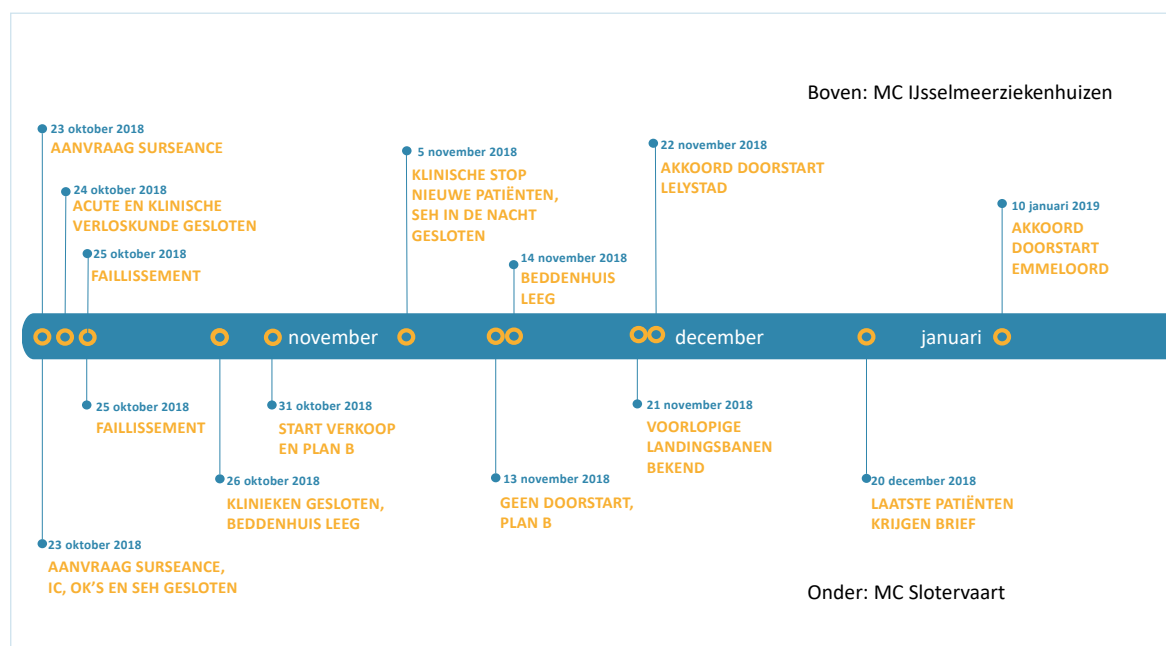 Boven: MC IJsselmeerziekenhuizen
23 oktober 2018
AANVRAAG SURSEANCE
24 oktober 2018
ACUTE EN KLINISCHE
VERLOSKUNDE GESLOTEN
25 oktober 2018
FAILLISSEMENT
5 november 2018
KLINISCHE STOP
NIEUWE PATIËNTEN,
SEH IN DE NACHT
GESLOTEN
14 november 2018
BEDDENHUIS
LEEG
22 november 2018
AKKOORD DOORSTART
LELYSTAD
10 januari 2019
AKKOORD
DOORSTART
EMMELOORD
november
december
januari
23 oktober 2018
AANVRAAG SURSEANCE,
IC, OK’S EN SEH GESLOTEN
25 oktober 2018
FAILLISSEMENT
26 oktober 2018
KLINIEKEN GESLOTEN,
BEDDENHUIS LEEG
31 oktober 2018
START VERKOOP
EN PLAN B
13 november 2018
GEEN DOORSTART,
PLAN B
21 november 2018
VOORLOPIGE
LANDINGSBANEN
BEKEND
20 december 2018
LAATSTE PATIËNTEN
KRIJGEN BRIEF
Onder: MC Slotervaart